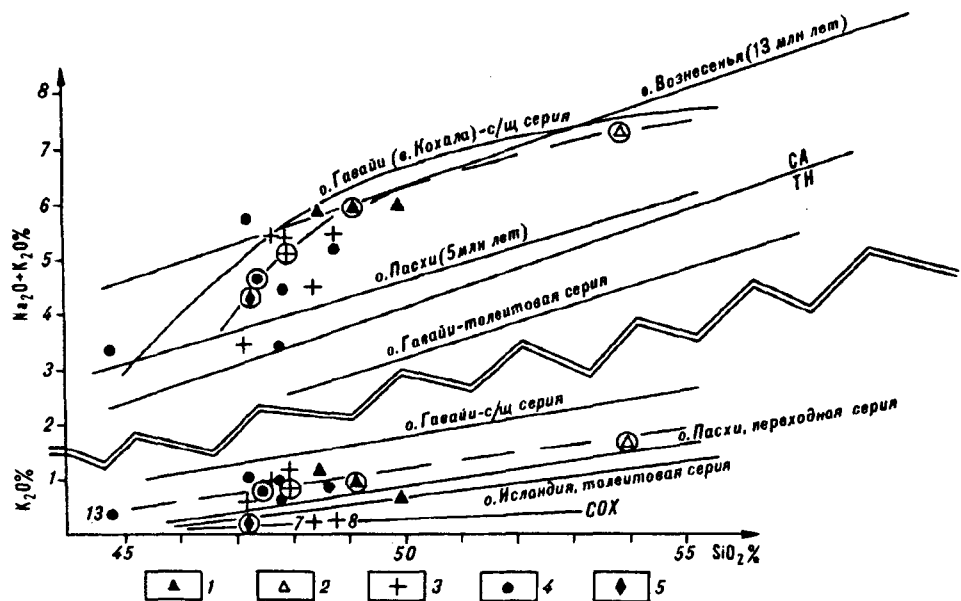 о. Вознесенья (13 млн лет)
о. Гавайи (в. Кохала)-с/щ серия
CA
TH
о. Пасхи (5 млн лет)
о. Гавайи-толеитовая серия
о. Гавайи-с/щ серия
о. Пасхи, переходная серия
о. Исландия, толеитовая серия
СОХ
Na₂O+K₂O%
K₂O%
8
7
6
5
4
3
2
1
13
7
8
45
50
55
SiO₂%
1
2
3
4
5